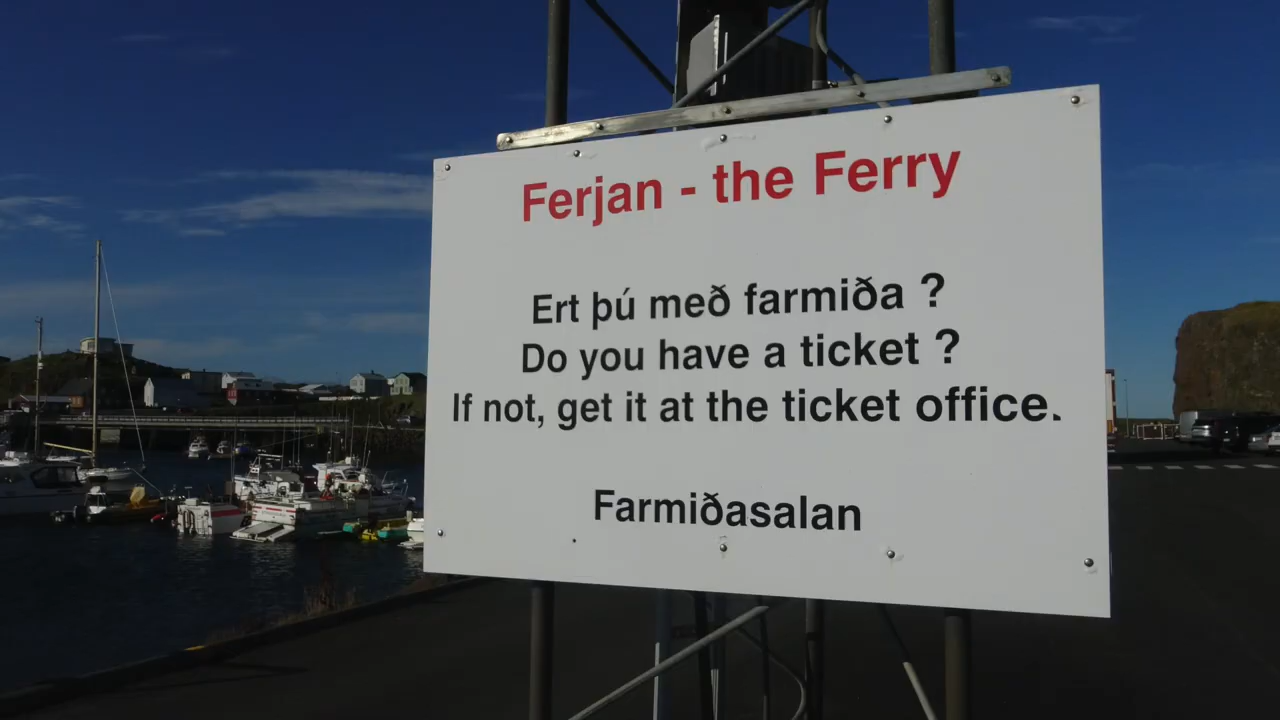 Ferjan - the Ferry
Ert þú með farmiða ?
Do you have a ticket ?
If not, get it at the ticket office.
Farmiðasalan